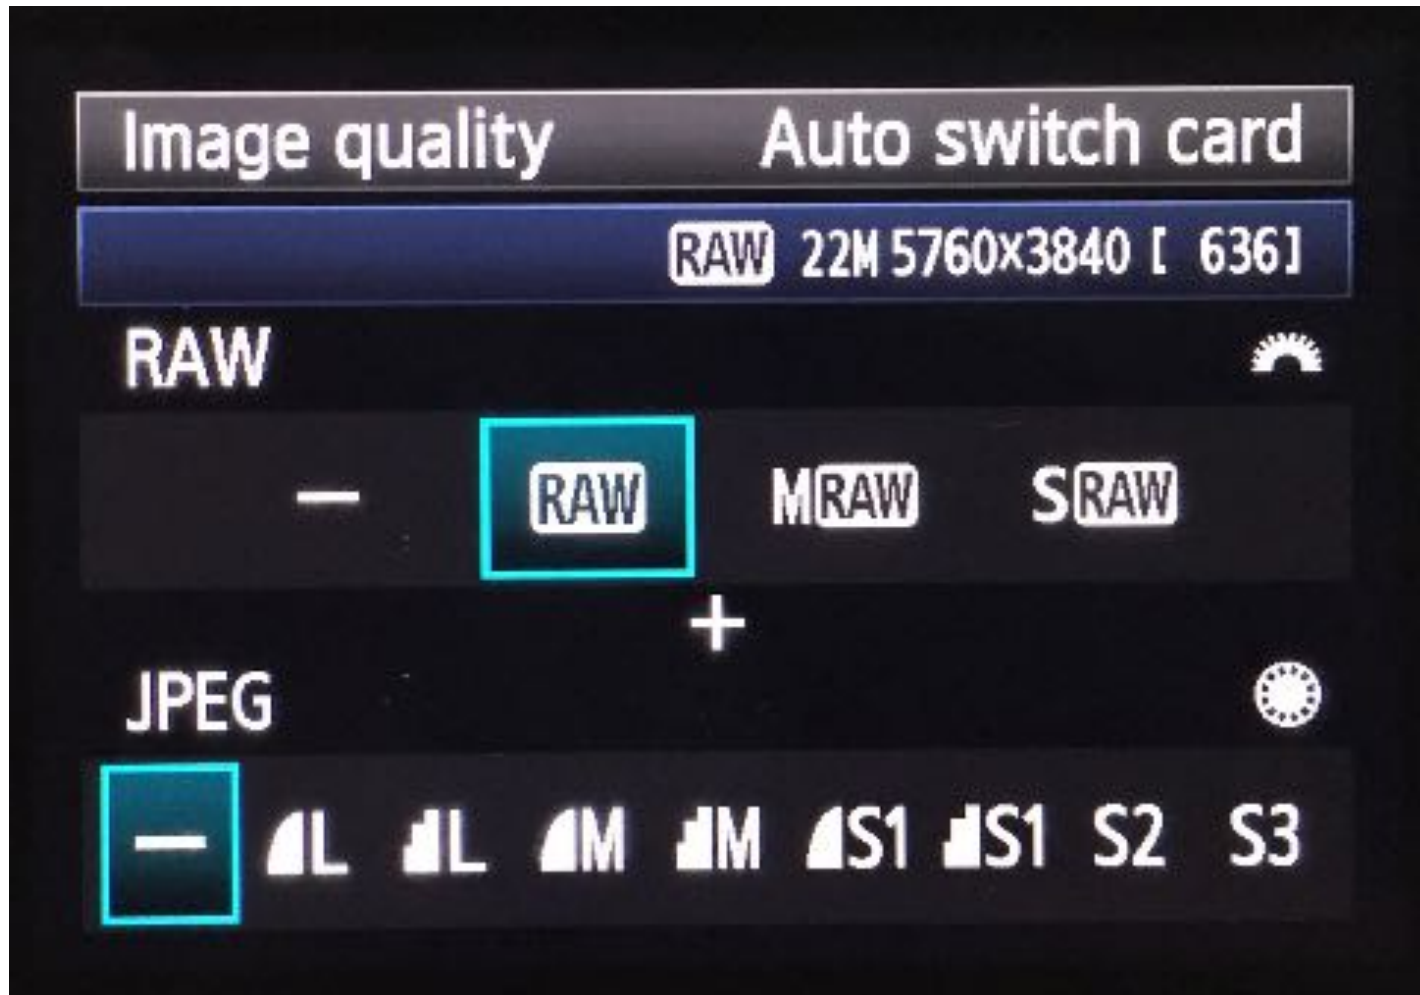 Image quality Auto switch card
RAW 22M 5760X3840 [ 636]
RAW
— RAW MRAW SRAW
+
JPEG
— L L M M S1 S1 S2 S3